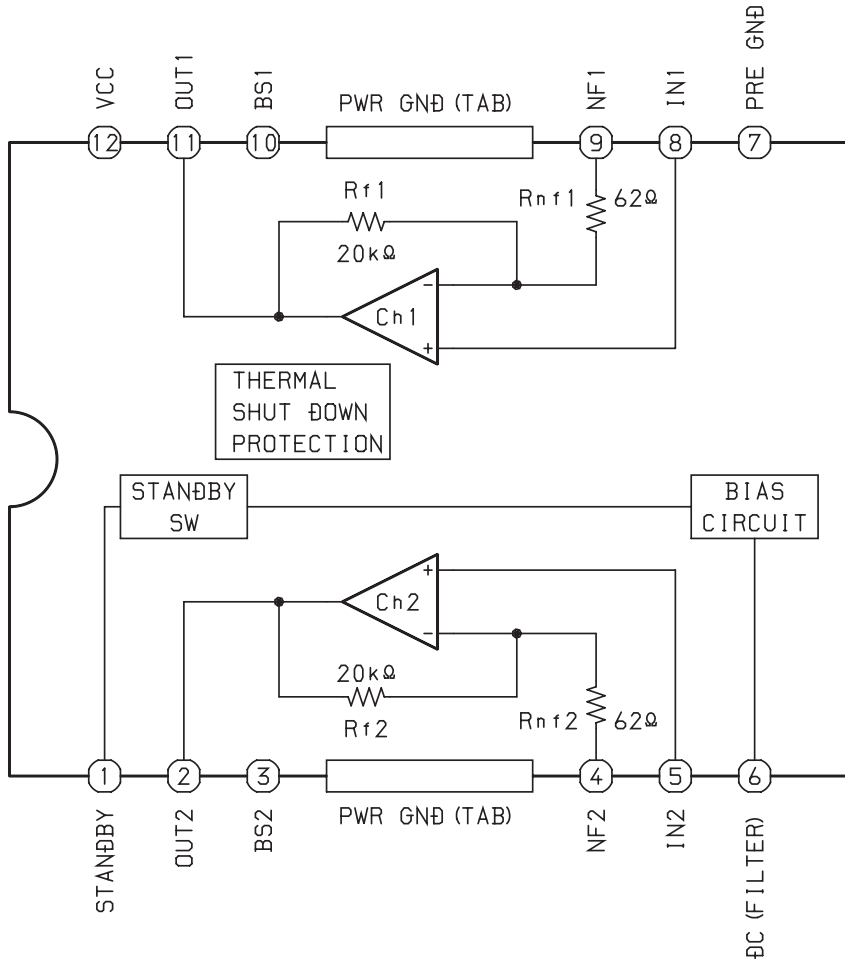 VCC
OUT1
BS1
PWR GND (TAB)
NF1
IN1
PRE GND
12
11
10
9
8
7
Rf1
20kΩ
Rnf1
62Ω
−
Ch1
+
THERMAL
SHUT DOWN
PROTECTION
STANDBY
SW
BIAS
CIRCUIT
+
Ch2
−
20kΩ
Rf2
Rnf2
62Ω
1
2
3
4
5
6
STANDBY
OUT2
BS2
PWR GND (TAB)
NF2
IN2
DC (FILTER)